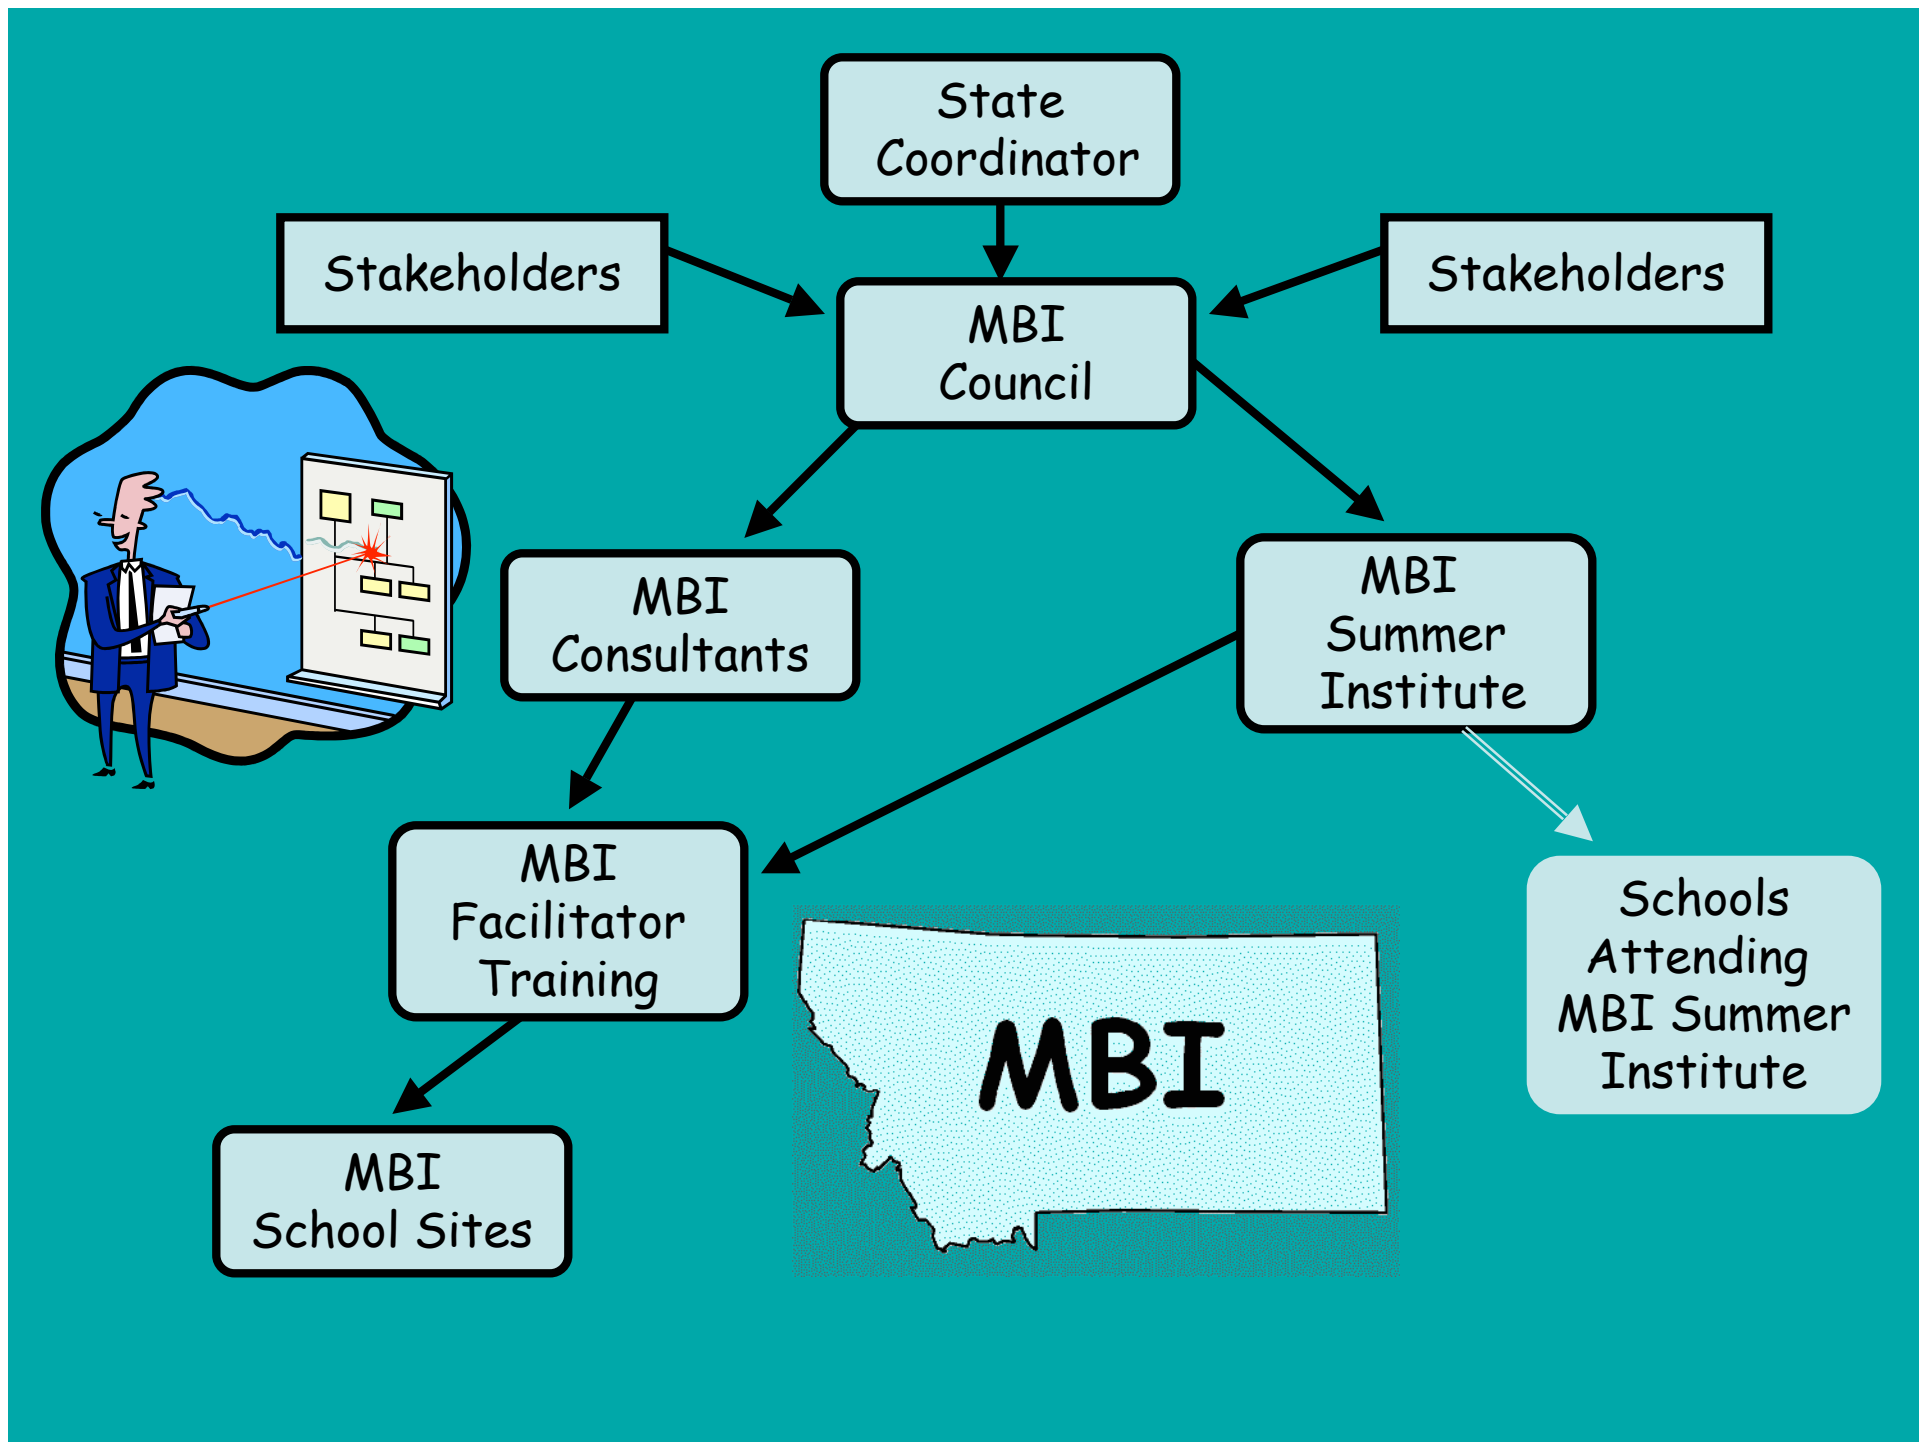 State
Coordinator
Stakeholders
Stakeholders
MBI
Council
MBI
Consultants
MBI
Summer
Institute
MBI
Facilitator
Training
Schools
Attending
MBI Summer
Institute
MBI
MBI
School Sites